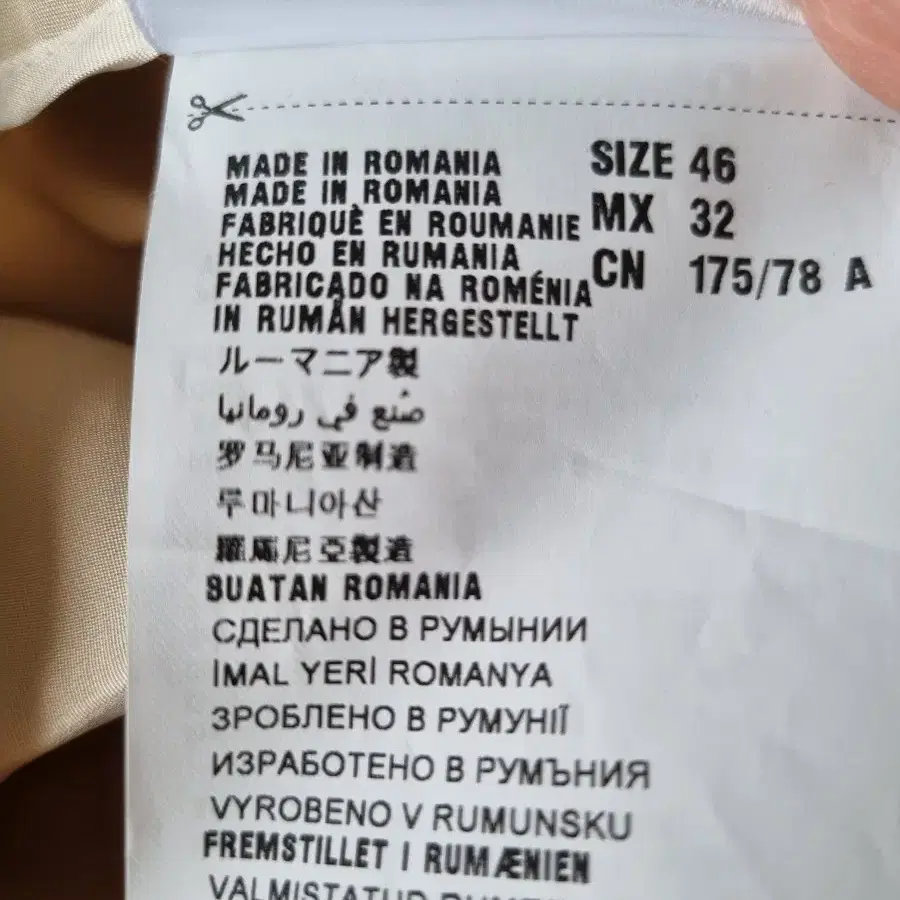 MADE IN ROMANIA
MADE IN ROMANIA
FABRIQUÈ EN ROUMANIE
HECHO EN RUMANIA
FABRICADO NA ROMÉNIA
IN RUMÄN HERGESTELLT
ルーマニア製
صُنع في رومانيا
罗马尼亚制造
루마니아산
羅馬尼亞製造
BUATAN ROMANIA
СДЕЛАНО В РУМЫНИИ
İMAL YERİ ROMANYA
ЗРОБЛЕНО В РУМУНІЇ
ИЗРАБОТЕНО В РУМЪНИЯ
VYROBENO V RUMUNSKU
FREMSTILLET I RUMÆNIEN
VALMISTATUD
SIZE 46
MX 32
CN 175/78 A